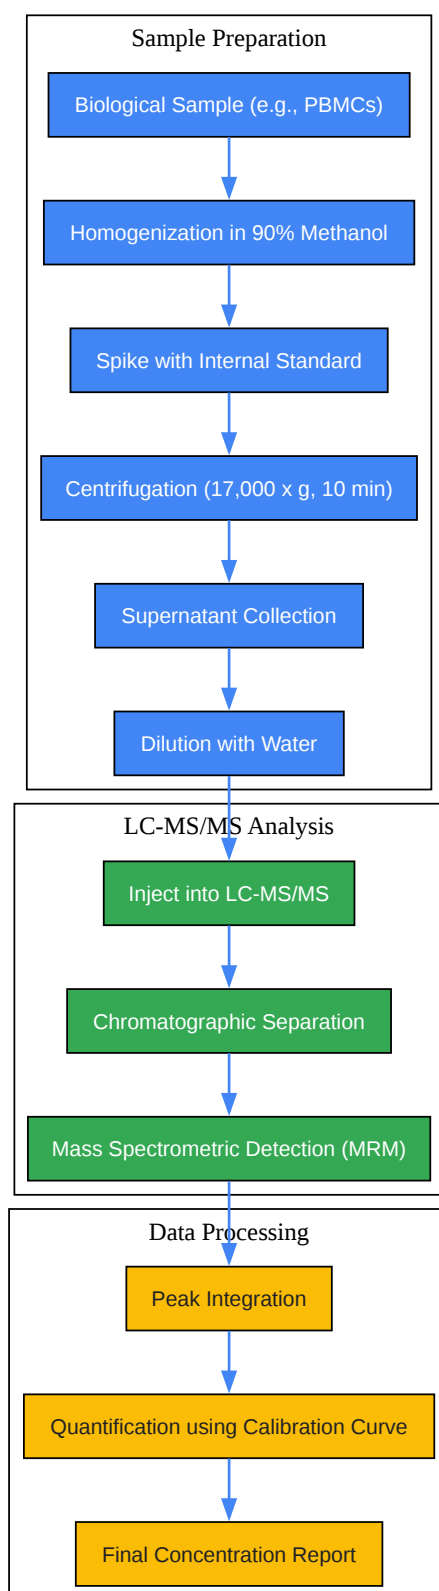 Sample Preparation
Biological Sample (e.g., PBMCs)
Homogenization in 90% Methanol
Spike with Internal Standard
Centrifugation (17,000 x g, 10 min)
Supernatant Collection
Dilution with Water
LC-MS/MS Analysis
Inject into LC-MS/MS
Chromatographic Separation
Mass Spectrometric Detection (MRM)
Data Processing
Peak Integration
Quantification using Calibration Curve
Final Concentration Report